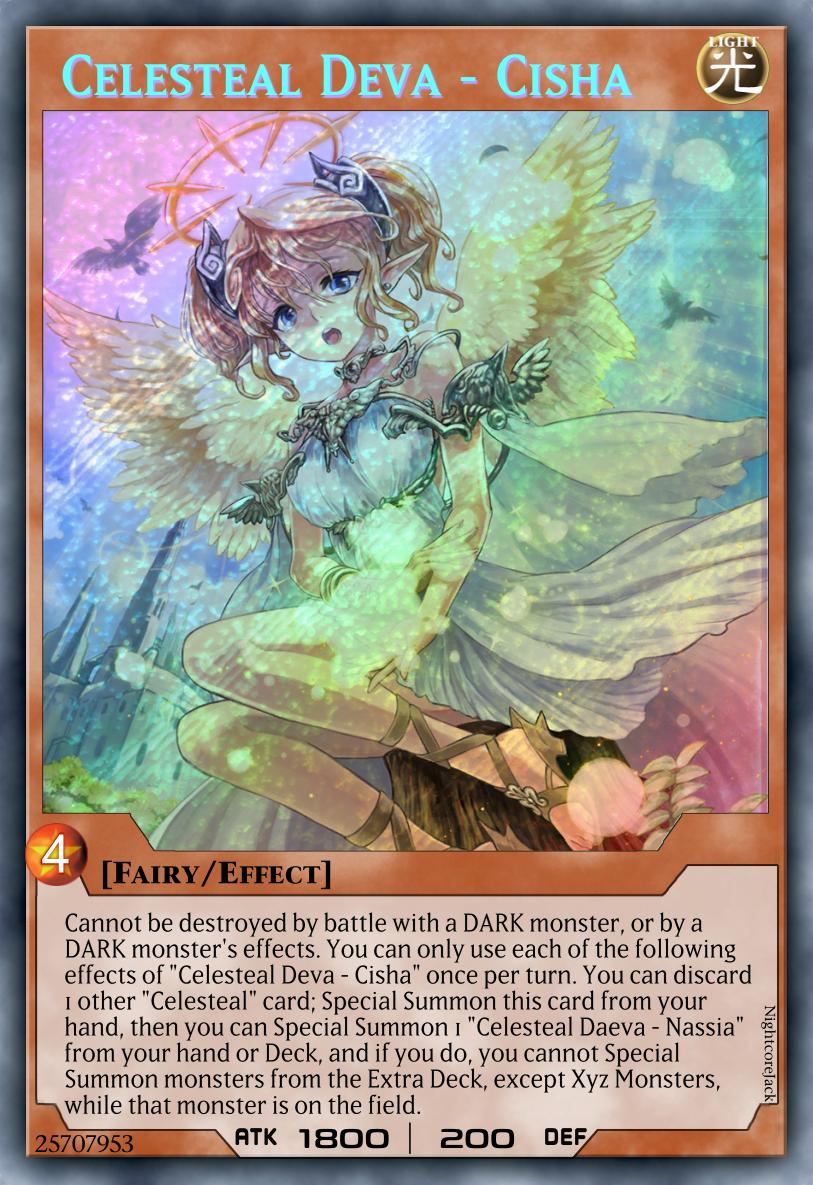 CELESTEAL DEVA - CISHA
LIGHT
光
4
[FAIRY/EFFECT]
Cannot be destroyed by battle with a DARK monster, or by a
DARK monster's effects. You can only use each of the following
effects of "Celesteal Deva - Cisha" once per turn. You can discard
1 other "Celesteal" card; Special Summon this card from your
hand, then you can Special Summon 1 "Celesteal Daeva - Nassia"
from your hand or Deck, and if you do, you cannot Special
Summon monsters from the Extra Deck, except Xyz Monsters,
while that monster is on the field.
NightcoreJack
25707953
ATK 1800 | 200 DEF